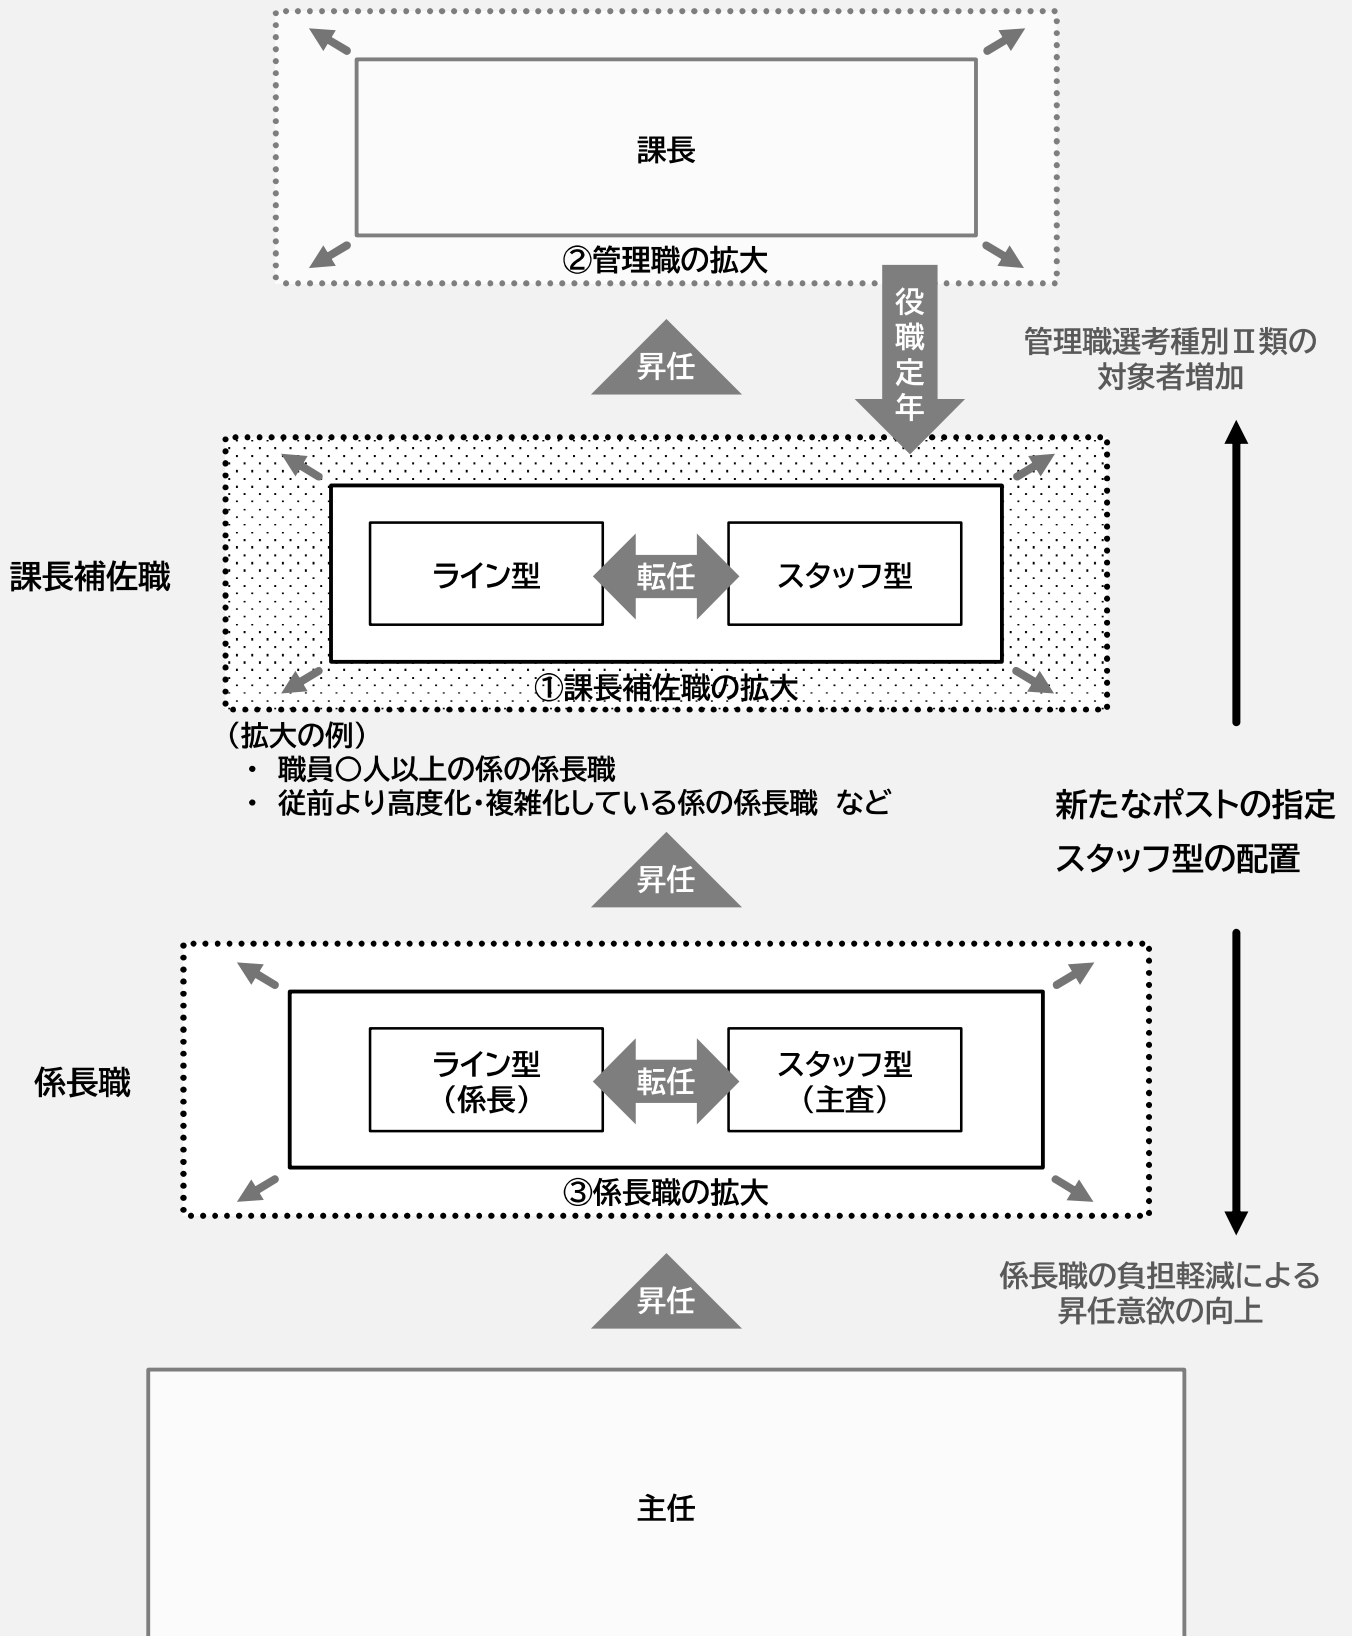 課長
②管理職の拡大
役職定年
管理職選考種別Ⅱ類の
対象者増加
昇任
課長補佐職
ライン型
転任
スタッフ型
①課長補佐職の拡大
（拡大の例）
・ 職員〇人以上の係の係長職
・ 従前より高度化・複雑化している係の係長職 など
新たなポストの指定
スタッフ型の配置
昇任
係長職
ライン型
（係長）
転任
スタッフ型
（主査）
③係長職の拡大
係長職の負担軽減による
昇任意欲の向上
昇任
主任